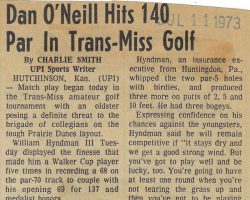 Dan O'Neill Hits 140
JUL 11 1973
Par In Trans-Miss Golf
By CHARLIE SMITH
UPI Sports Writer
HUTCHINSON, Kan. (UPI)
— Match play began today in
the Trans-Miss amateur golf
tournament with an oldster
posing a definite threat to the
brigade of collegians on the
tough Prairie Dunes layout.
William Hyndman III Tues-
day displayed the finesse that
made him a Walker Cup player
five times in recording a 68 on
the par-70 track to couple with
his opening 69 for 137 and
medalist honors.
Hyndman, an insurance exec-
utive from Huntingdon, Pa.,
whipped the two par-5 holes
with birdies, and produced
three more on putts of 2, 5 and
10 feet. He had three bogeys.
Expressing confidence on his
chances against the youngsters,
Hyndman said he will remain
competitive if "it stays dry and
we get a good strong wind. But
you've got to play well and be
lucky, too. You're going to have
at least one round when you're
not tearing the grass up and
then you've got to be playing